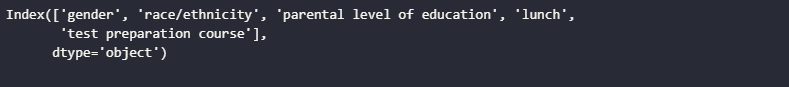 Index(['gender', 'race/ethnicity', 'parental level of education', 'lunch',
       'test preparation course'],
      dtype='object')